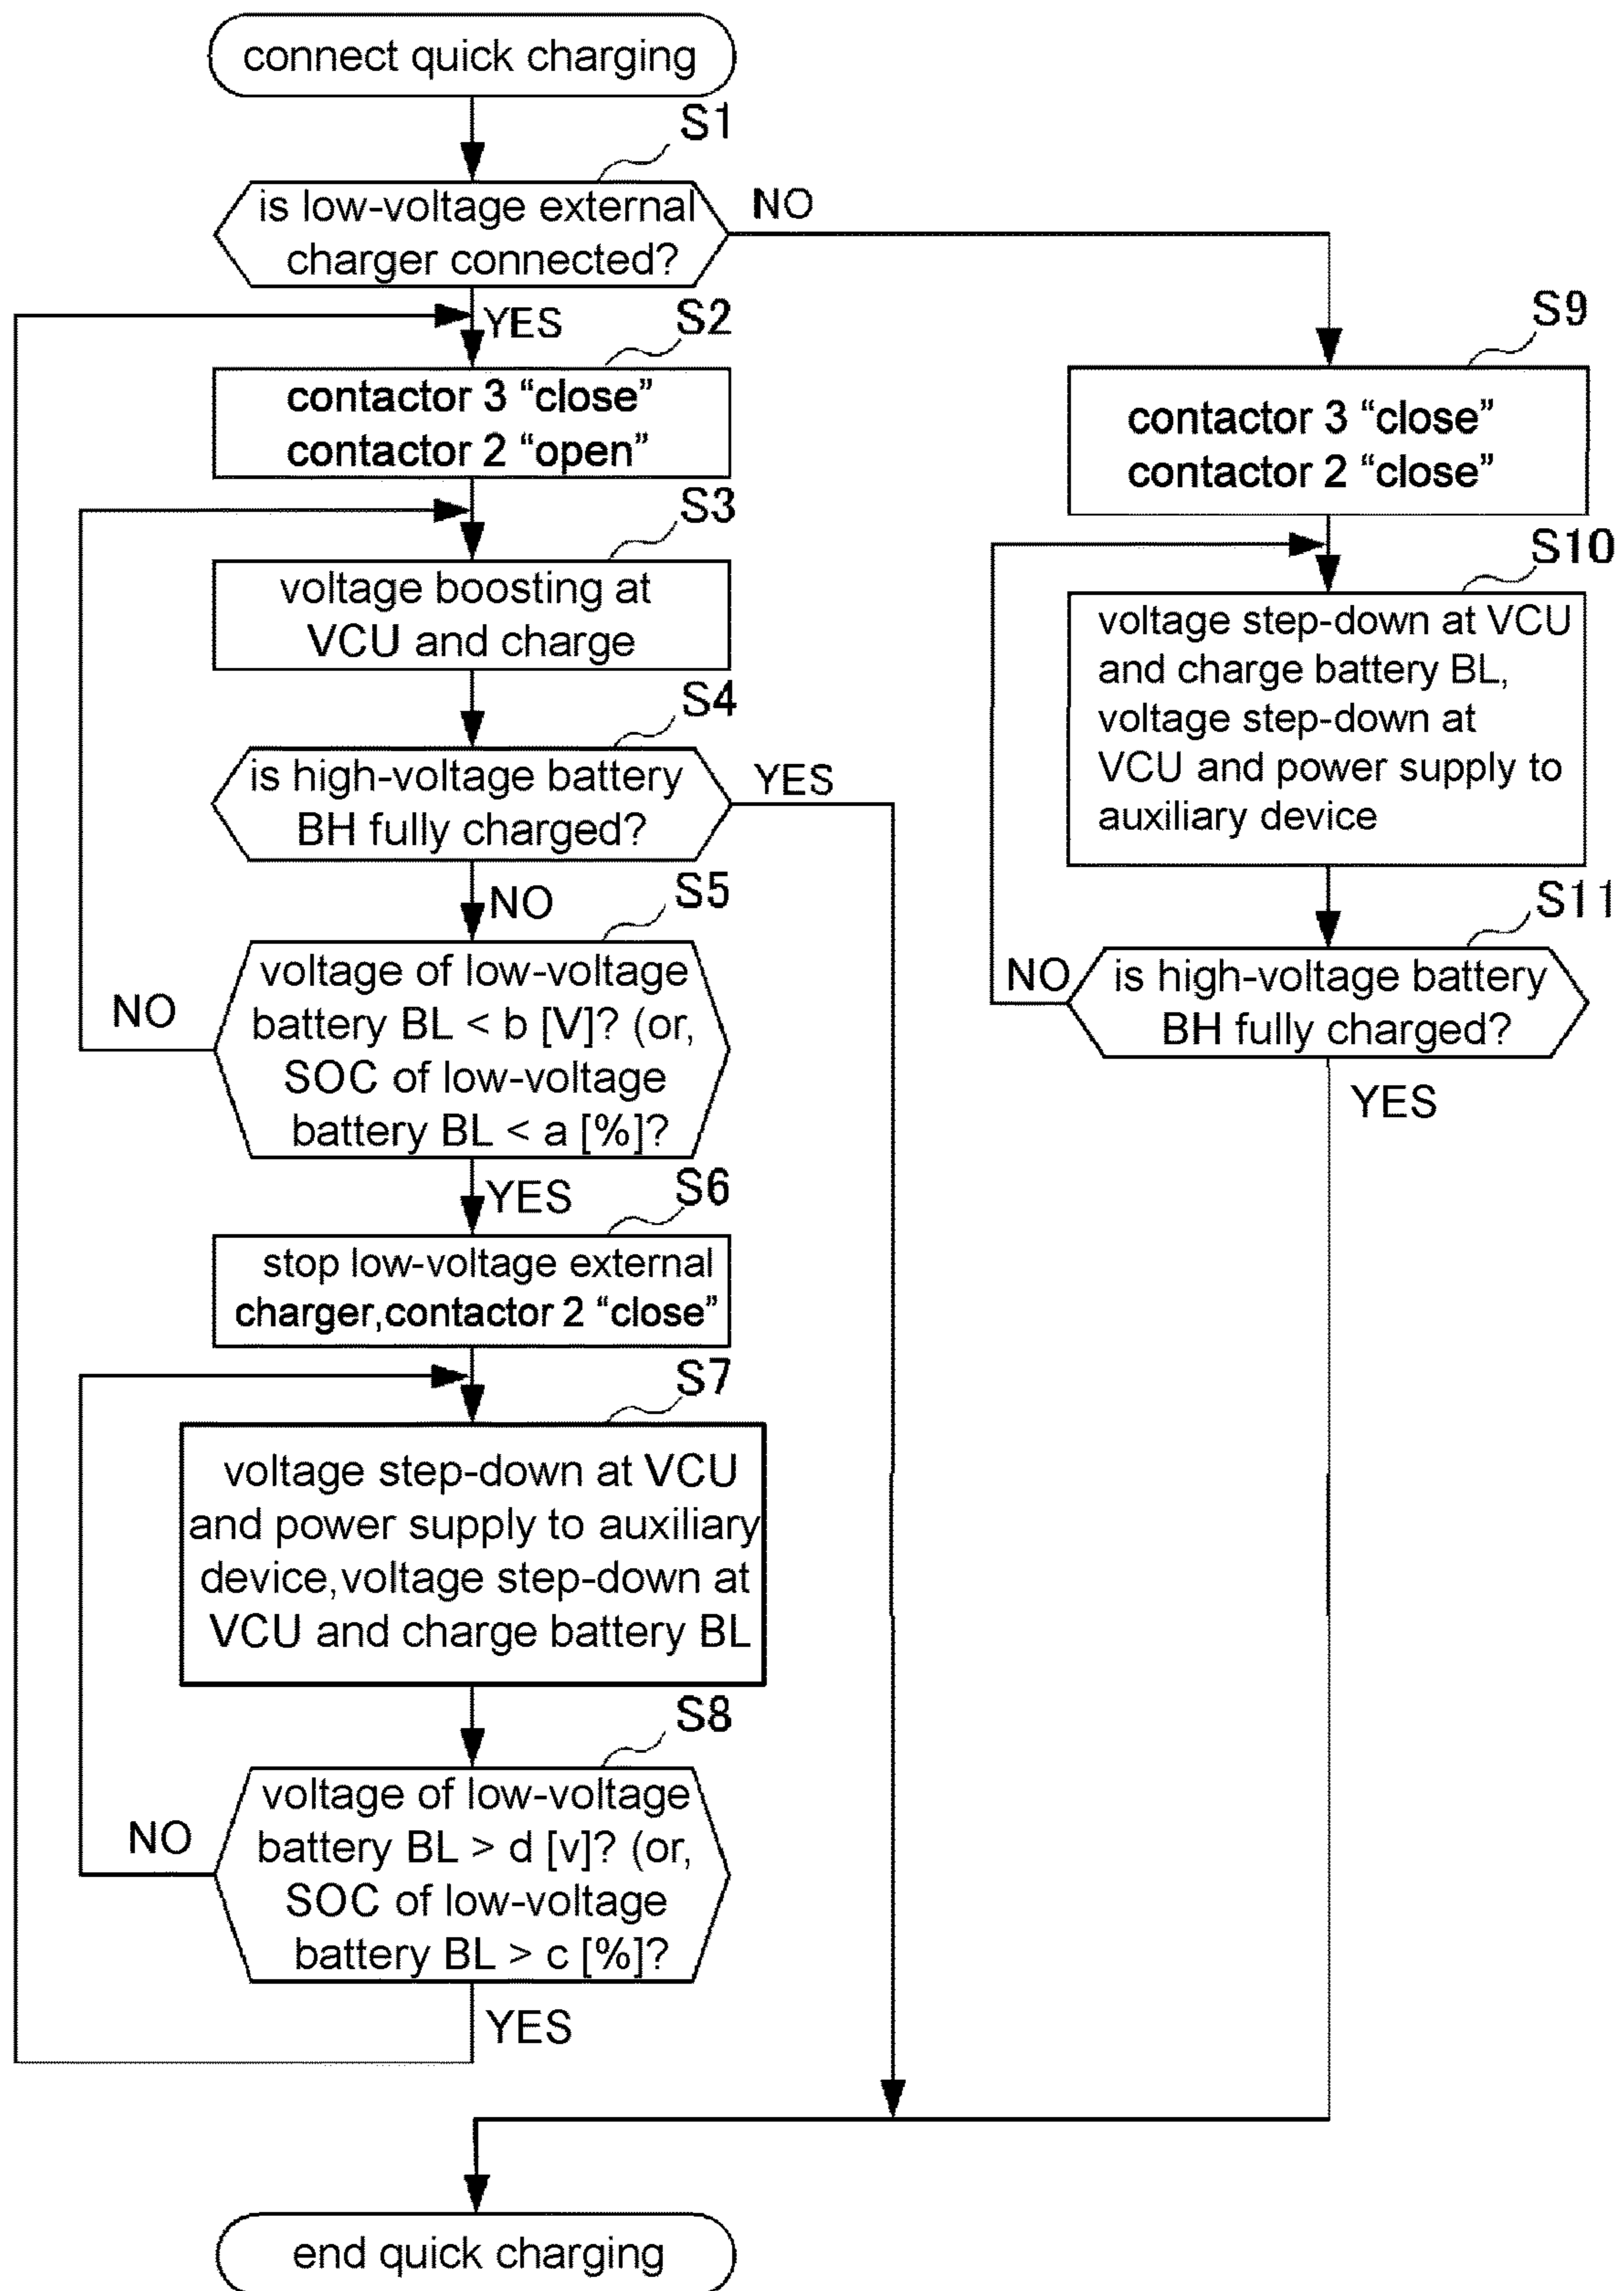 connect quick charging
S1
is low-voltage external
charger connected?
NO
YES
S2
contactor 3 “close”
contactor 2 “open”
S3
voltage boosting at
VCU and charge
S4
is high-voltage battery
BH fully charged?
YES
NO
S5
voltage of low-voltage
battery BL < b [V]? (or,
SOC of low-voltage
battery BL < a [%]?
NO
YES
S6
stop low-voltage external
charger,contactor 2 “close”
S7
voltage step-down at VCU
and power supply to auxiliary
device,voltage step-down at
VCU and charge battery BL
S8
voltage of low-voltage
battery BL > d [v]? (or,
SOC of low-voltage
battery BL > c [%]?
NO
YES
S9
contactor 3 “close”
contactor 2 “close”
S10
voltage step-down at VCU
and charge battery BL,
voltage step-down at
VCU and power supply to
auxiliary device
S11
is high-voltage battery
BH fully charged?
NO
YES
end quick charging